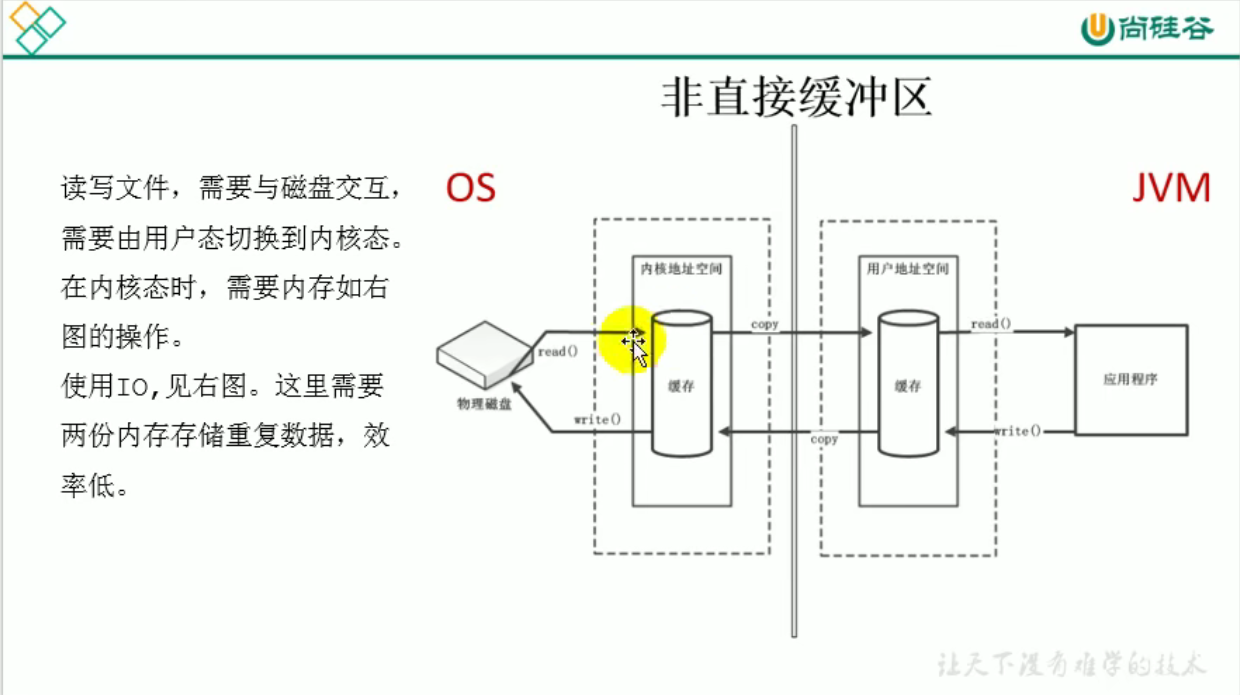 尚硅谷
非直接缓冲区
读写文件，需要与磁盘交互，
需要由用户态切换到内核态。
在内核态时，需要内存如右
图的操作。
使用IO,见右图。这里需要
两份内存存储重复数据，效
率低。
OS
JVM
内核地址空间
用户地址空间
copy
read()
read()
缓存
缓存
应用程序
物理磁盘
write()
copy
write()
让天下没有难学的技术